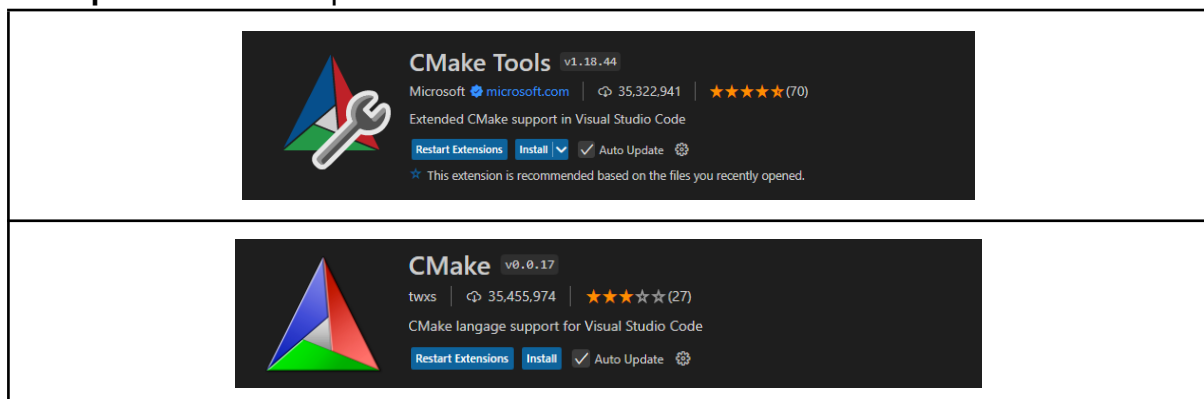 CMake Tools v1.18.44
Microsoft microsoft.com 35,322,941 (70)
Extended CMake support in Visual Studio Code
Restart Extensions Install Auto Update
This extension is recommended based on the files you recently opened.
CMake v0.0.17
twxs 35,455,974 (27)
CMake langage support for Visual Studio Code
Restart Extensions Install Auto Update